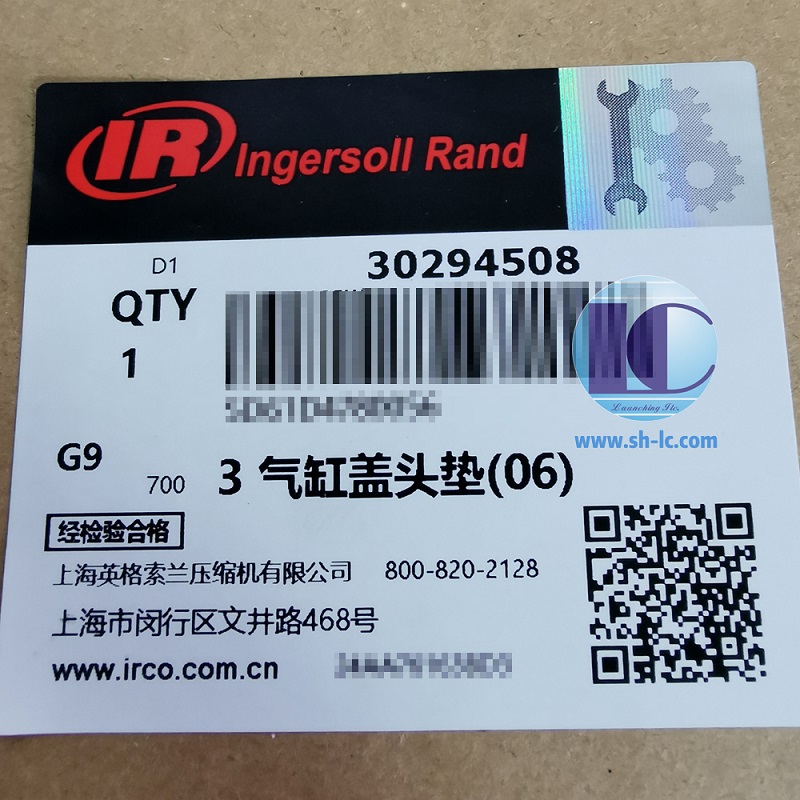 IR Ingersoll Rand
D1
30294508
QTY
1
LC
Launching Itc.
www.sh-lc.com
G9
700
3 气缸盖头垫(06)
经检验合格
上海英格索兰压缩机有限公司 800-820-2128
上海市闵行区文井路468号
www.irco.com.cn